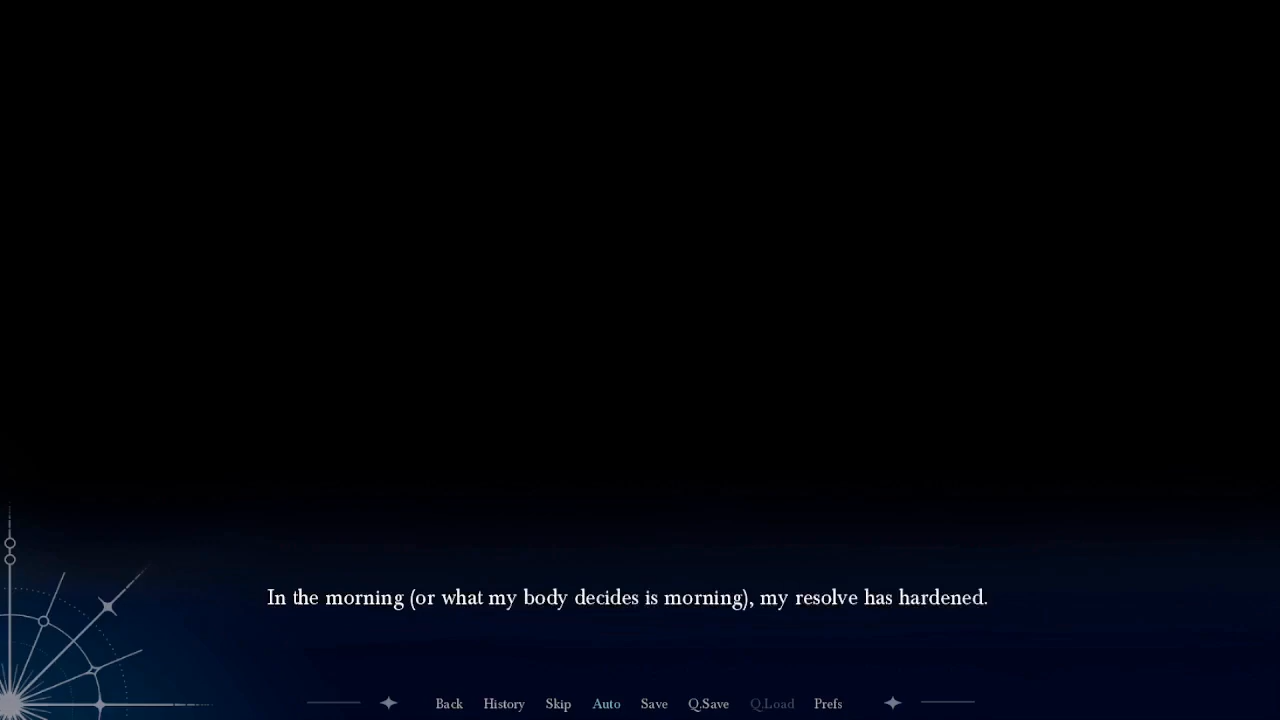 In the morning (or what my body decides is morning), my resolve has hardened.
Back History Skip Auto Save Q.Save Q.Load Prefs